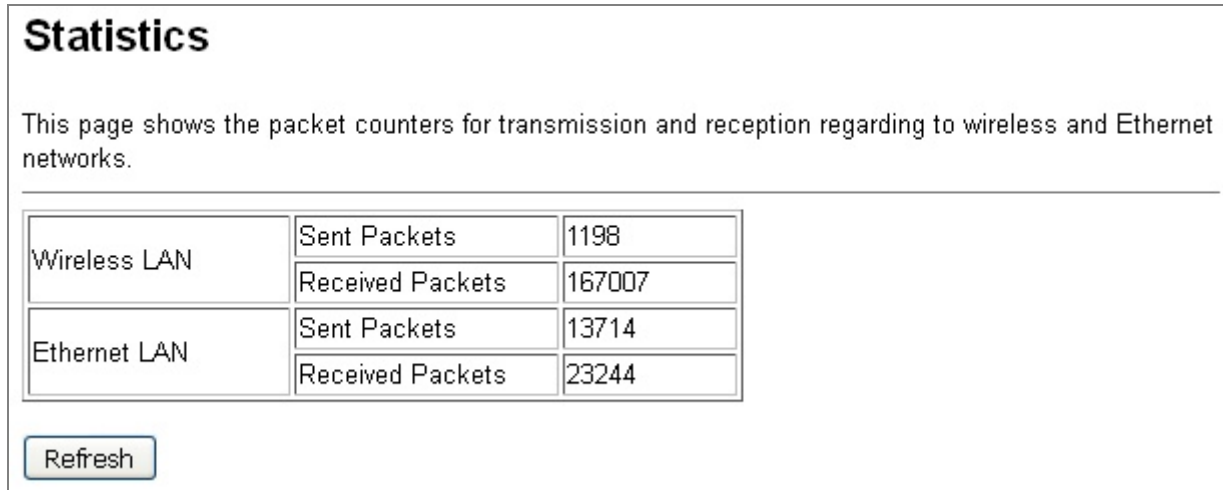 Statistics
This page shows the packet counters for transmission and reception regarding to wireless and Ethernet
networks.
Wireless LAN
Sent Packets 1198
Received Packets 167007
Ethernet LAN
Sent Packets 13714
Received Packets 23244
Refresh